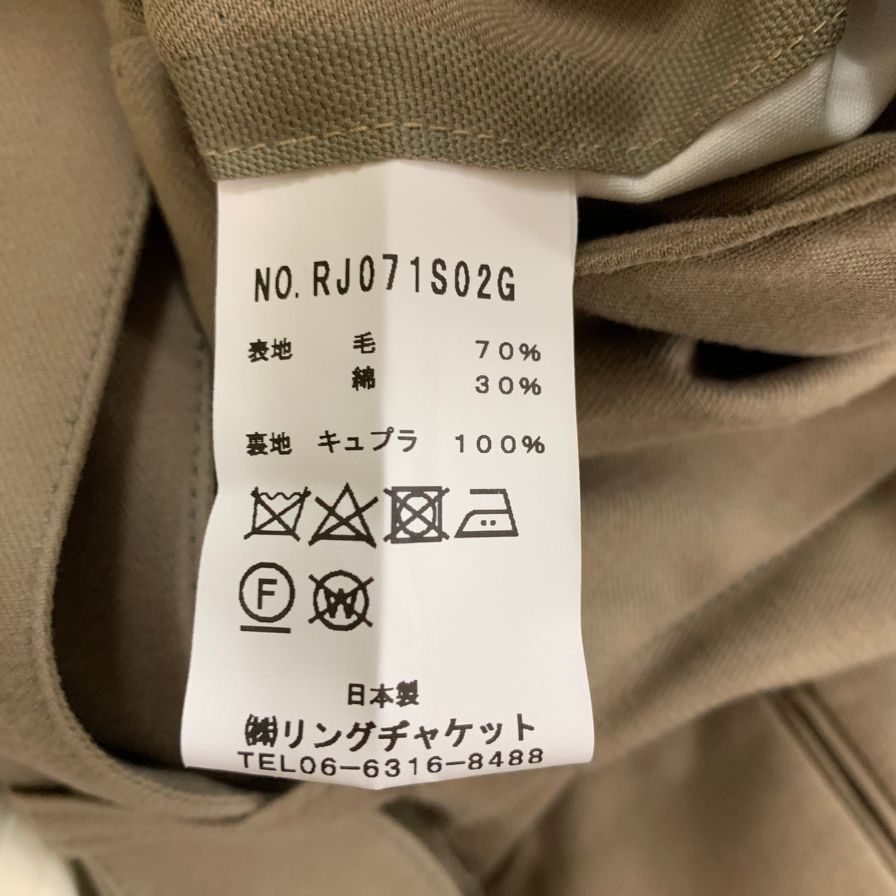 NO. RJ071S02G
表地 毛 70%
綿 30%
裏地 キュプラ 100%
F W
日本製
㈱リングヂャケット
TEL06-6316-8488